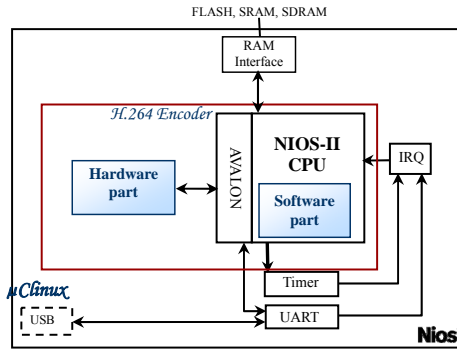 FLASH, SRAM, SDRAM
RAM
Interface
H.264 Encoder
NIOS-II
CPU
IRQ
AVALON
Hardware
part
Software
part
Timer
µClinux
USB
UART
Nios